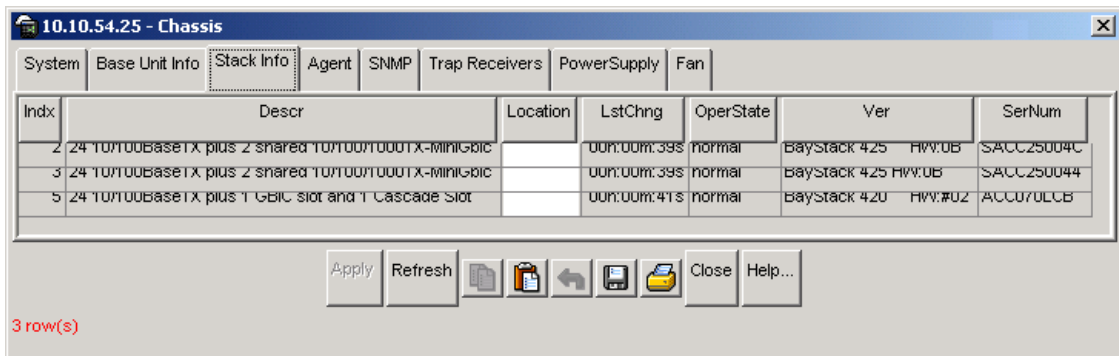 10.10.54.25 - Chassis
System Base Unit Info Stack Info Agent SNMP Trap Receivers PowerSupply Fan
Indx Descr Location LstChng OperState Ver SerNum
2 24 10/100BaseTX plus 2 shared 10/100/1000TX-MiniGbic 00h:00m:39s normal BayStack 425 HW:0B SACC25004C
3 24 10/100BaseTX plus 2 shared 10/100/1000TX-MiniGbic 00h:00m:39s normal BayStack 425 HW:0B SACC250044
5 24 10/100BaseTX plus 1 GBIC slot and 1 Cascade Slot 00h:00m:41s normal BayStack 420 HW:#02 ACC070LCB
Apply Refresh Close Help...
3 row(s)